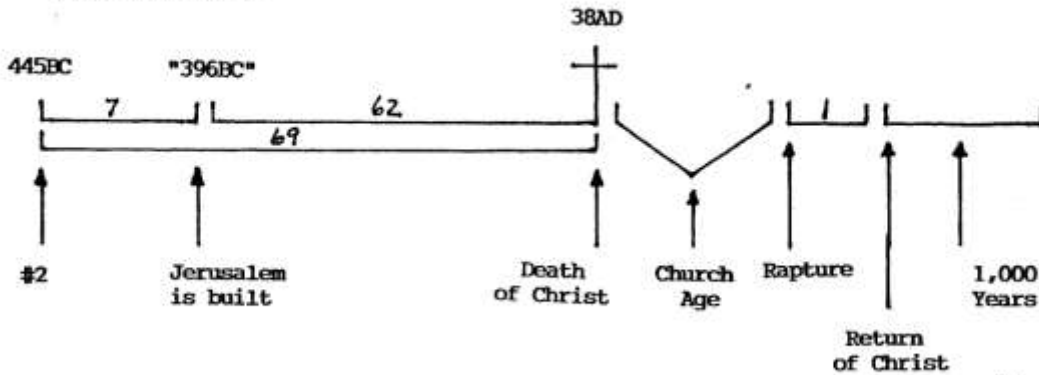 38AD
445BC "396BC"
7 62 1
69
#2 Jerusalem is built
Death of Christ
Church Age
Rapture
1,000 Years
Return of Christ